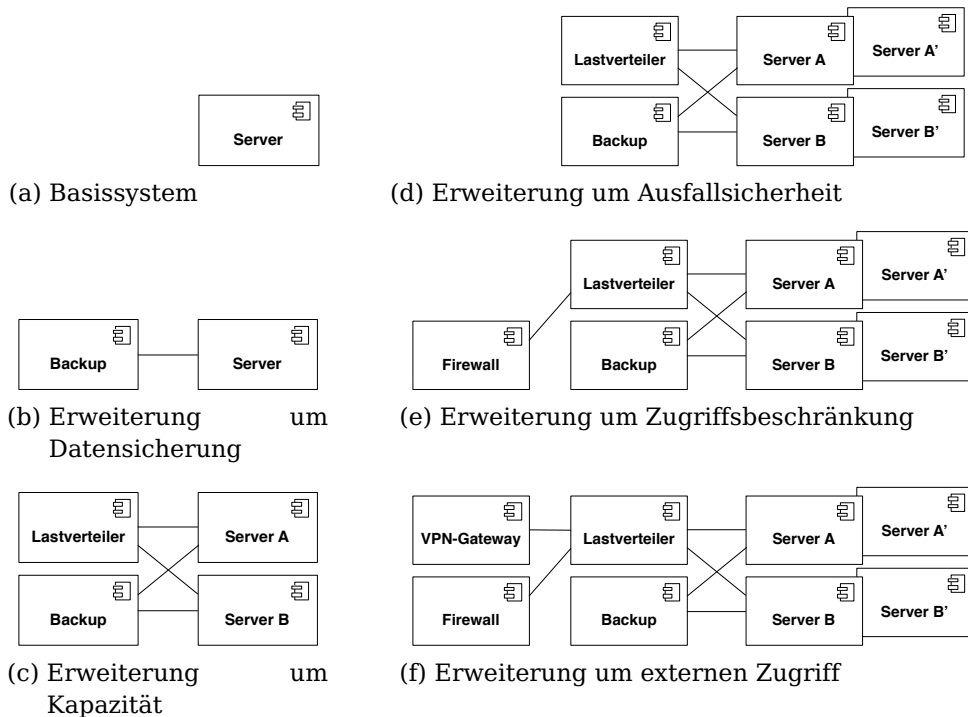 Server
(a) Basissystem
Backup
Server
(b) Erweiterung um
Datensicherung
Lastverteiler
Server A
Backup
Server B
(c) Erweiterung um
Kapazität
Lastverteiler
Server A
Server A'
Backup
Server B
Server B'
(d) Erweiterung um Ausfallsicherheit
Lastverteiler
Server A
Server A'
Firewall
Backup
Server B
Server B'
(e) Erweiterung um Zugriffsbeschränkung
VPN-Gateway
Lastverteiler
Server A
Server A'
Firewall
Backup
Server B
Server B'
(f) Erweiterung um externen Zugriff